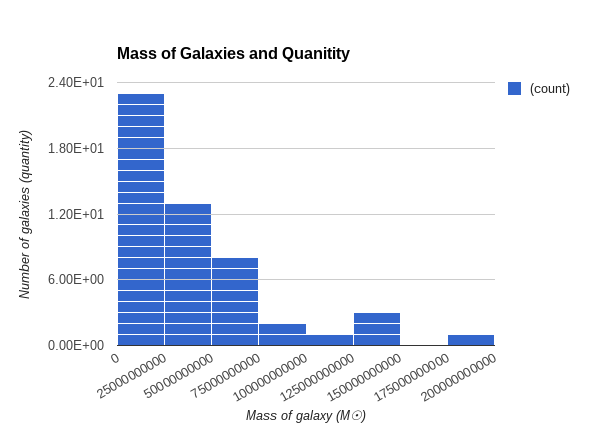 Mass of Galaxies and Quanitity
(count)
Number of galaxies (quantity)
2.40E+01
1.80E+01
1.20E+01
6.00E+00
0.00E+00
0
25000000000
50000000000
75000000000
100000000000
125000000000
150000000000
175000000000
200000000000
Mass of galaxy (M☉)